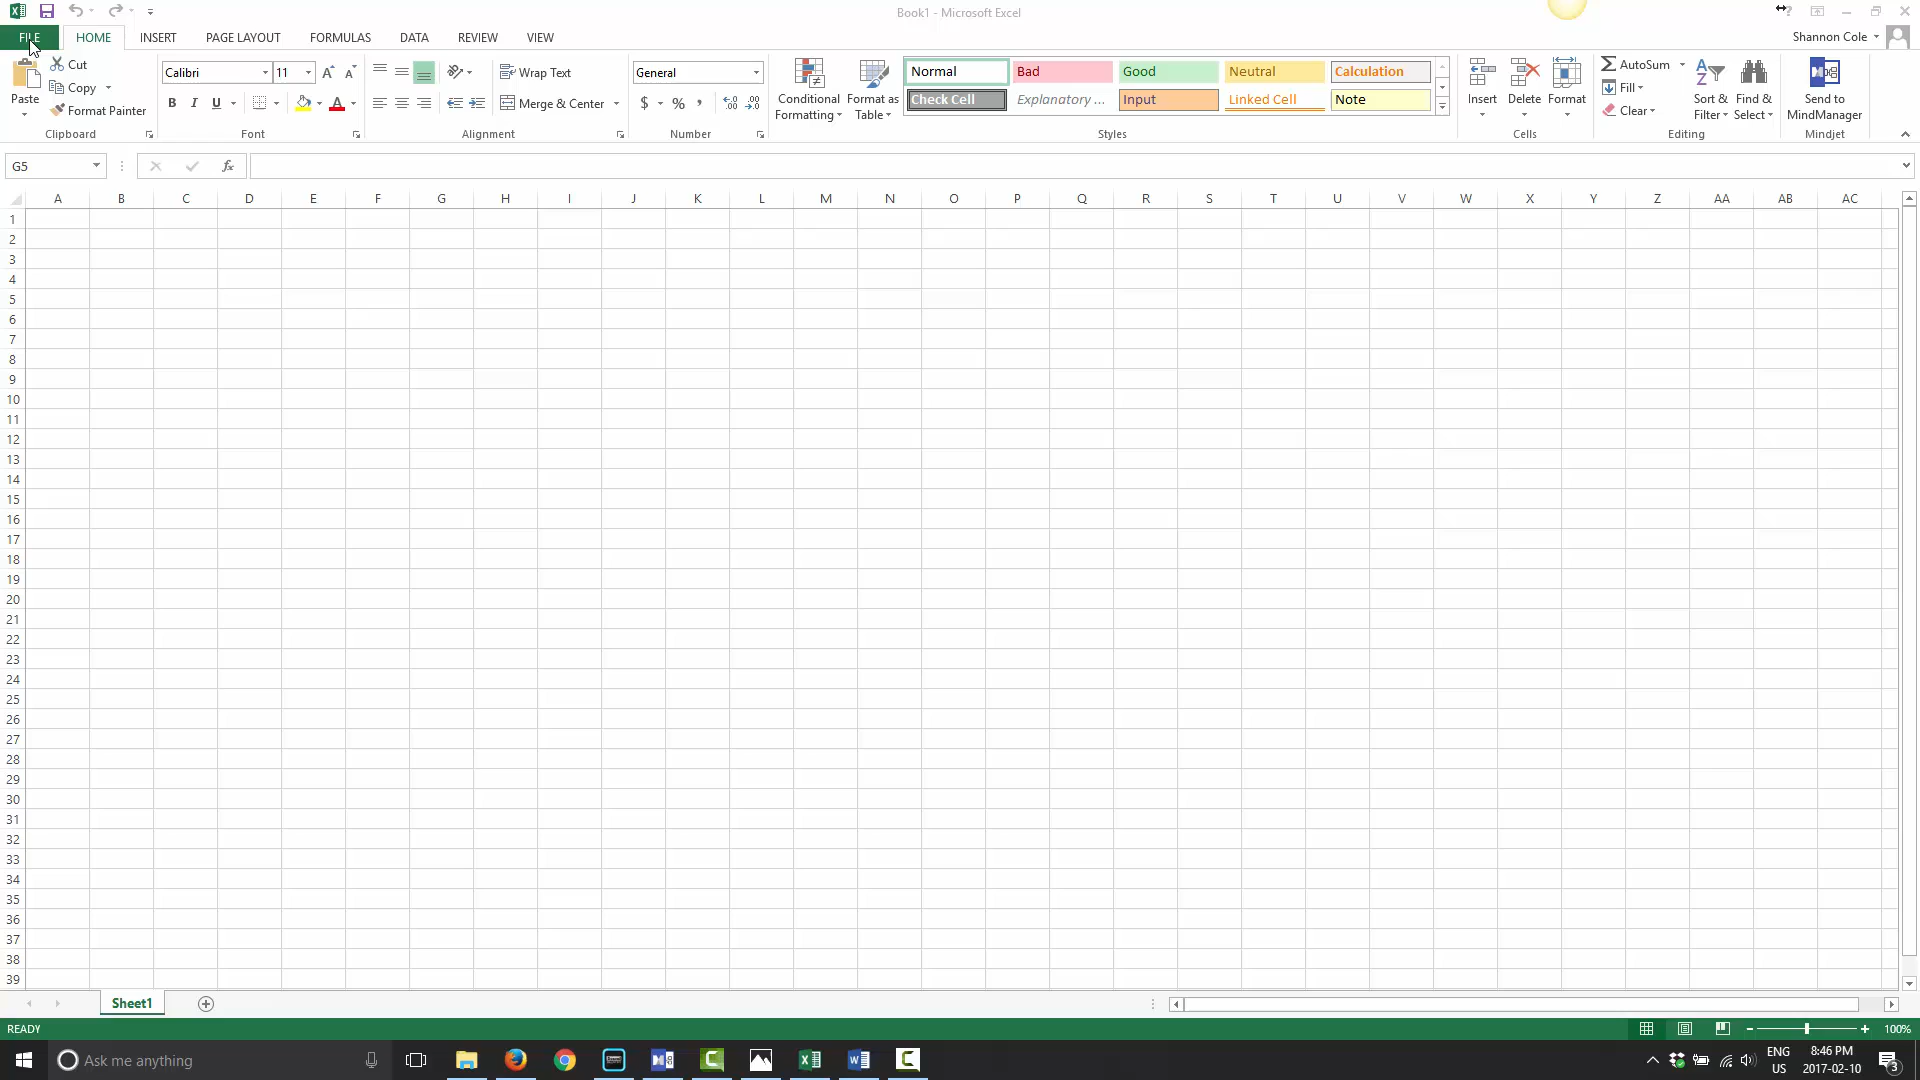 Book1 - Microsoft Excel
FILE HOME INSERT PAGE LAYOUT FORMULAS DATA REVIEW VIEW Shannon Cole
Paste Cut Copy Format Painter
Clipboard
Calibri 11
B I U
Font
Wrap Text
Merge & Center
Alignment
General
$ % ,
Number
Conditional Formatting
Format as Table
Normal Bad Good Neutral Calculation
Check Cell Explanatory ... Input Linked Cell Note
Styles
Insert Delete Format
Cells
AutoSum
Fill
Clear
Sort & Filter
Find & Select
Editing
Send to MindManager
Mindjet
G5 fx
A B C D E F G H I J K L M N O P Q R S T U V W X Y Z AA AB AC
1
2
3
4
5
6
7
8
9
10
11
12
13
14
15
16
17
18
19
20
21
22
23
24
25
26
27
28
29
30
31
32
33
34
35
36
37
38
39
Sheet1
READY 100%
Ask me anything
ENG
US
8:46 PM
2017-02-10
3